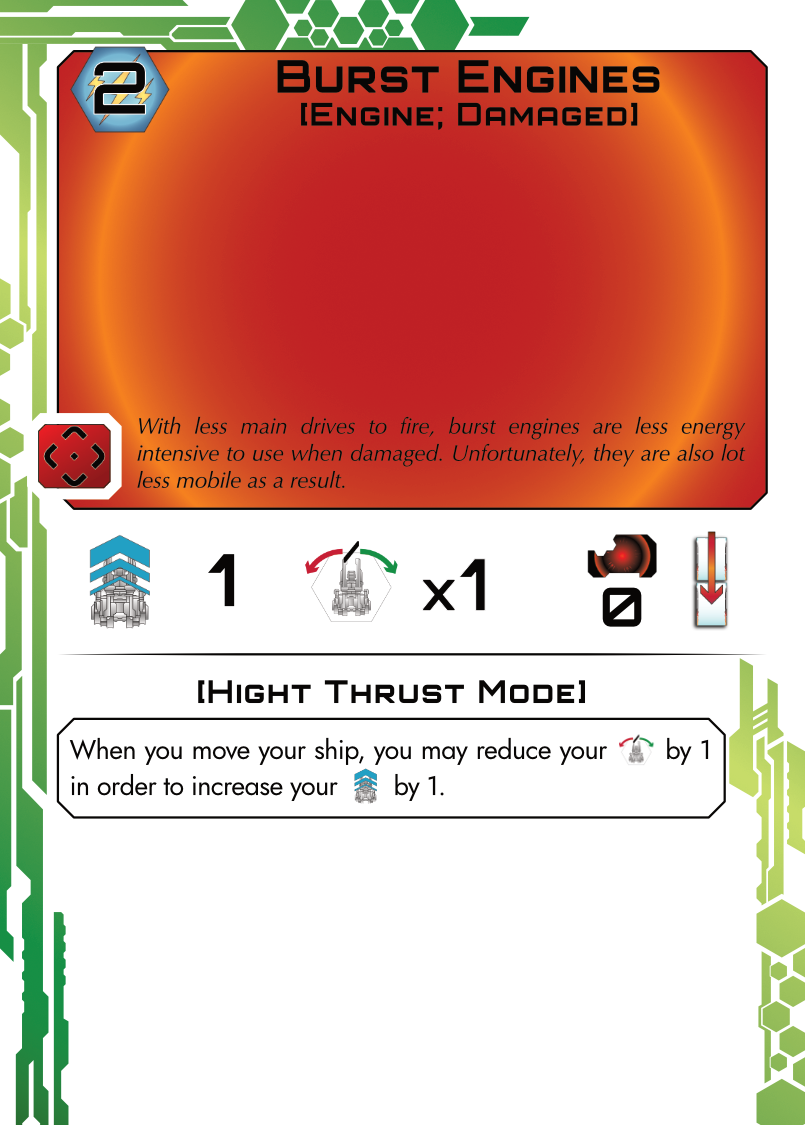 2
Burst Engines
[Engine; Damaged]
With less main drives to fire, burst engines are less energy
intensive to use when damaged. Unfortunately, they are also lot
less mobile as a result.
1 x1 0
[Hight Thrust Mode]
When you move your ship, you may reduce your by 1
in order to increase your by 1.